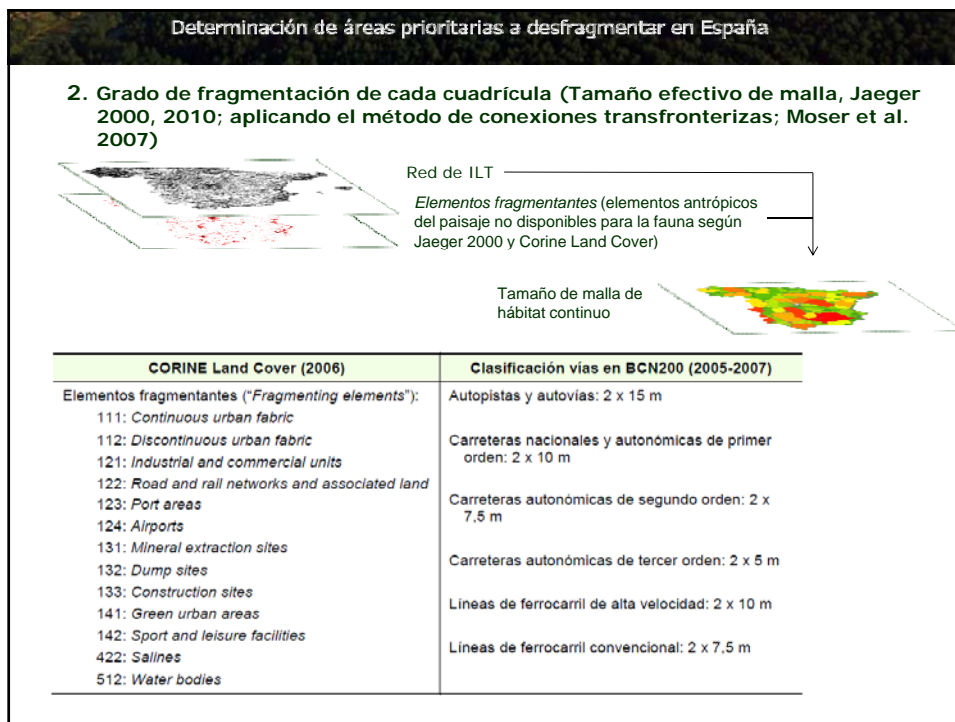 Determinación de áreas prioritarias a desfragmentar en España
2. Grado de fragmentación de cada cuadrícula (Tamaño efectivo de malla, Jaeger
2000, 2010; aplicando el método de conexiones transfronterizas; Moser et al.
2007)
Red de ILT
Elementos fragmentantes (elementos antrópicos
del paisaje no disponibles para la fauna según
Jaeger 2000 y Corine Land Cover)
Tamaño de malla de
hábitat continuo
CORINE Land Cover (2006)
Elementos fragmentantes ("Fragmenting elements"):
111: Continuous urban fabric
112: Discontinuous urban fabric
121: Industrial and commercial units
122: Road and rail networks and associated land
123: Port areas
124: Airports
131: Mineral extraction sites
132: Dump sites
133: Construction sites
141: Green urban areas
142: Sport and leisure facilities
422: Salines
512: Water bodies
Clasificación vías en BCN200 (2005-2007)
Autopistas y autovías: 2 x 15 m
Carreteras nacionales y autonómicas de primer
orden: 2 x 10 m
Carreteras autonómicas de segundo orden: 2 x
7,5 m
Carreteras autonómicas de tercer orden: 2 x 5 m
Líneas de ferrocarril de alta velocidad: 2 x 10 m
Líneas de ferrocarril convencional: 2 x 7,5 m